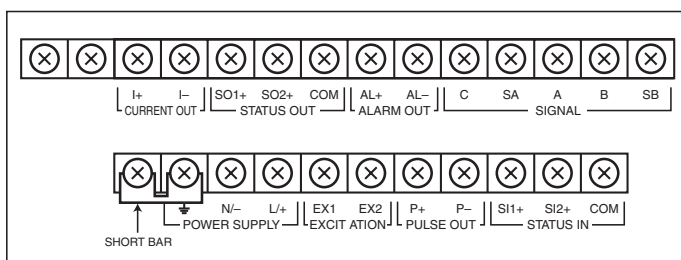 I+ I– SO1+ SO2+ COM AL+ AL– C SA A B SB
CURRENT OUT STATUS OUT ALARM OUT SIGNAL
N/– L/+ EX1 EX2 P+ P– SI1+ SI2+ COM
POWER SUPPLY EXCIT ATION PULSE OUT STATUS IN
SHORT BAR